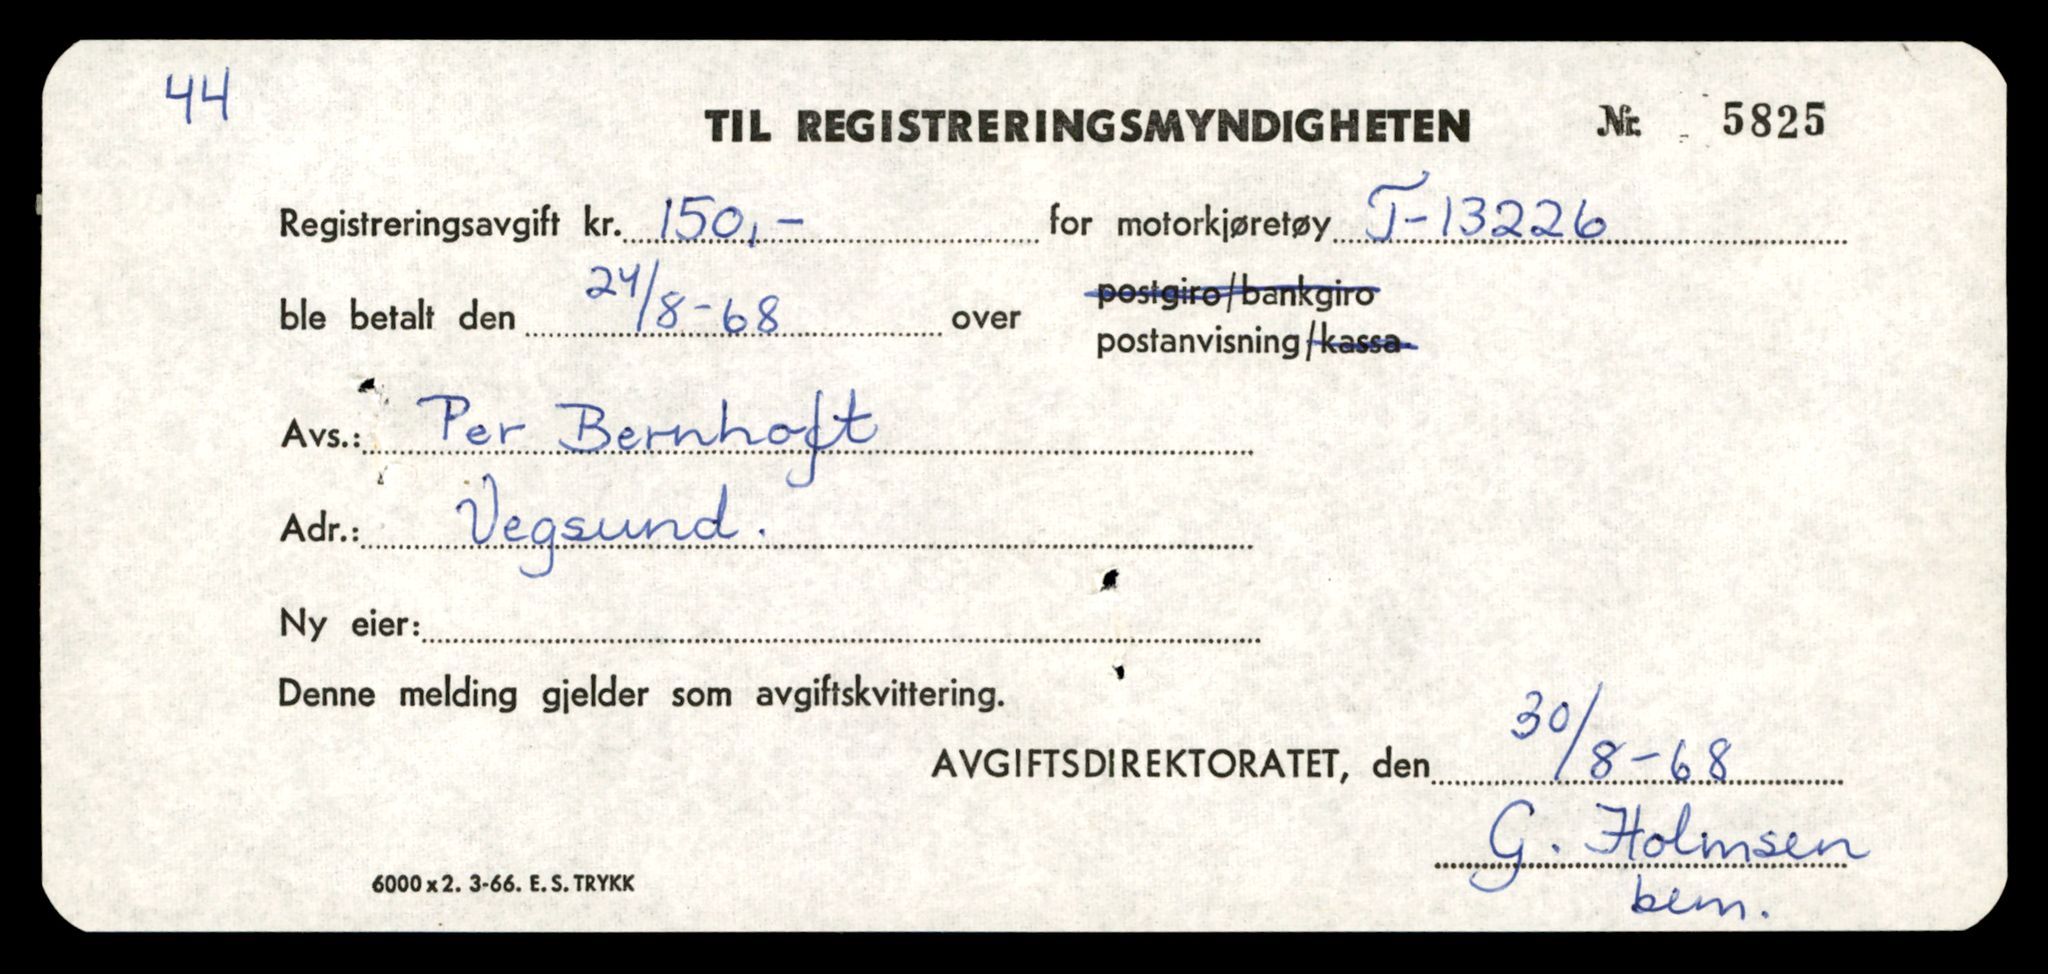 44
TIL REGISTRERINGSMYNDIGHETEN Nr. 5825
Registreringsavgift kr. 150,- for motorkjøretøy T-13226
ble betalt den 24/8-68 over postgiro/bankgiro
postanvisning/kassa
Avs.: Per Bernhoft
Adr.: Vegsund.
Ny eier:
Denne melding gjelder som avgiftskvittering.
AVGIFTSDIREKTORATET, den 30/8-68
G. Holmsen
bem.
6000 x 2. 3-66. E. S. TRYKK